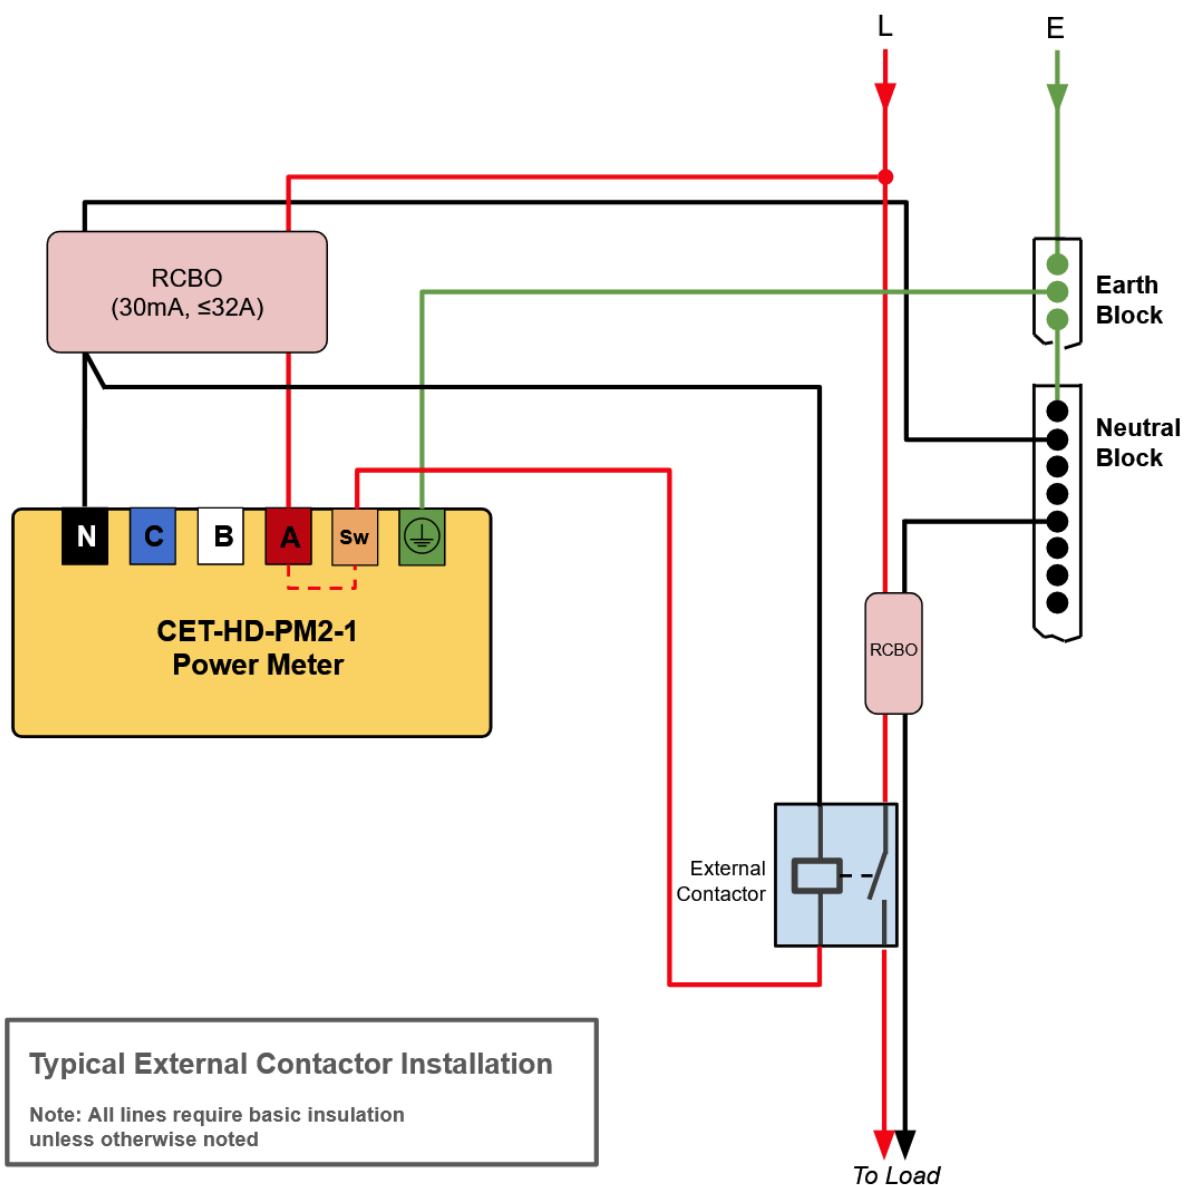 L
E
RCBO
(30mA, ≤32A)
Earth
Block
Neutral
Block
N
C
B
A
Sw
CET-HD-PM2-1
Power Meter
RCBO
External
Contactor
Typical External Contactor Installation
Note: All lines require basic insulation
unless otherwise noted
To Load